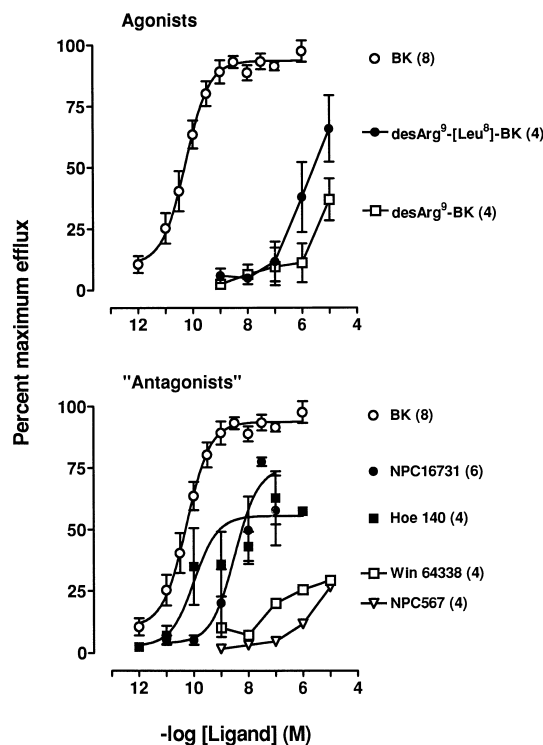 Agonists
100
75
50
25
0
12 10 8 6 4
BK (8)
desArg⁹-[Leu⁸]-BK (4)
desArg⁹-BK (4)
Percent maximum efflux
"Antagonists"
100
75
50
25
0
12 10 8 6 4
BK (8)
NPC16731 (6)
Hoe 140 (4)
Win 64338 (4)
NPC567 (4)
-log [Ligand] (M)